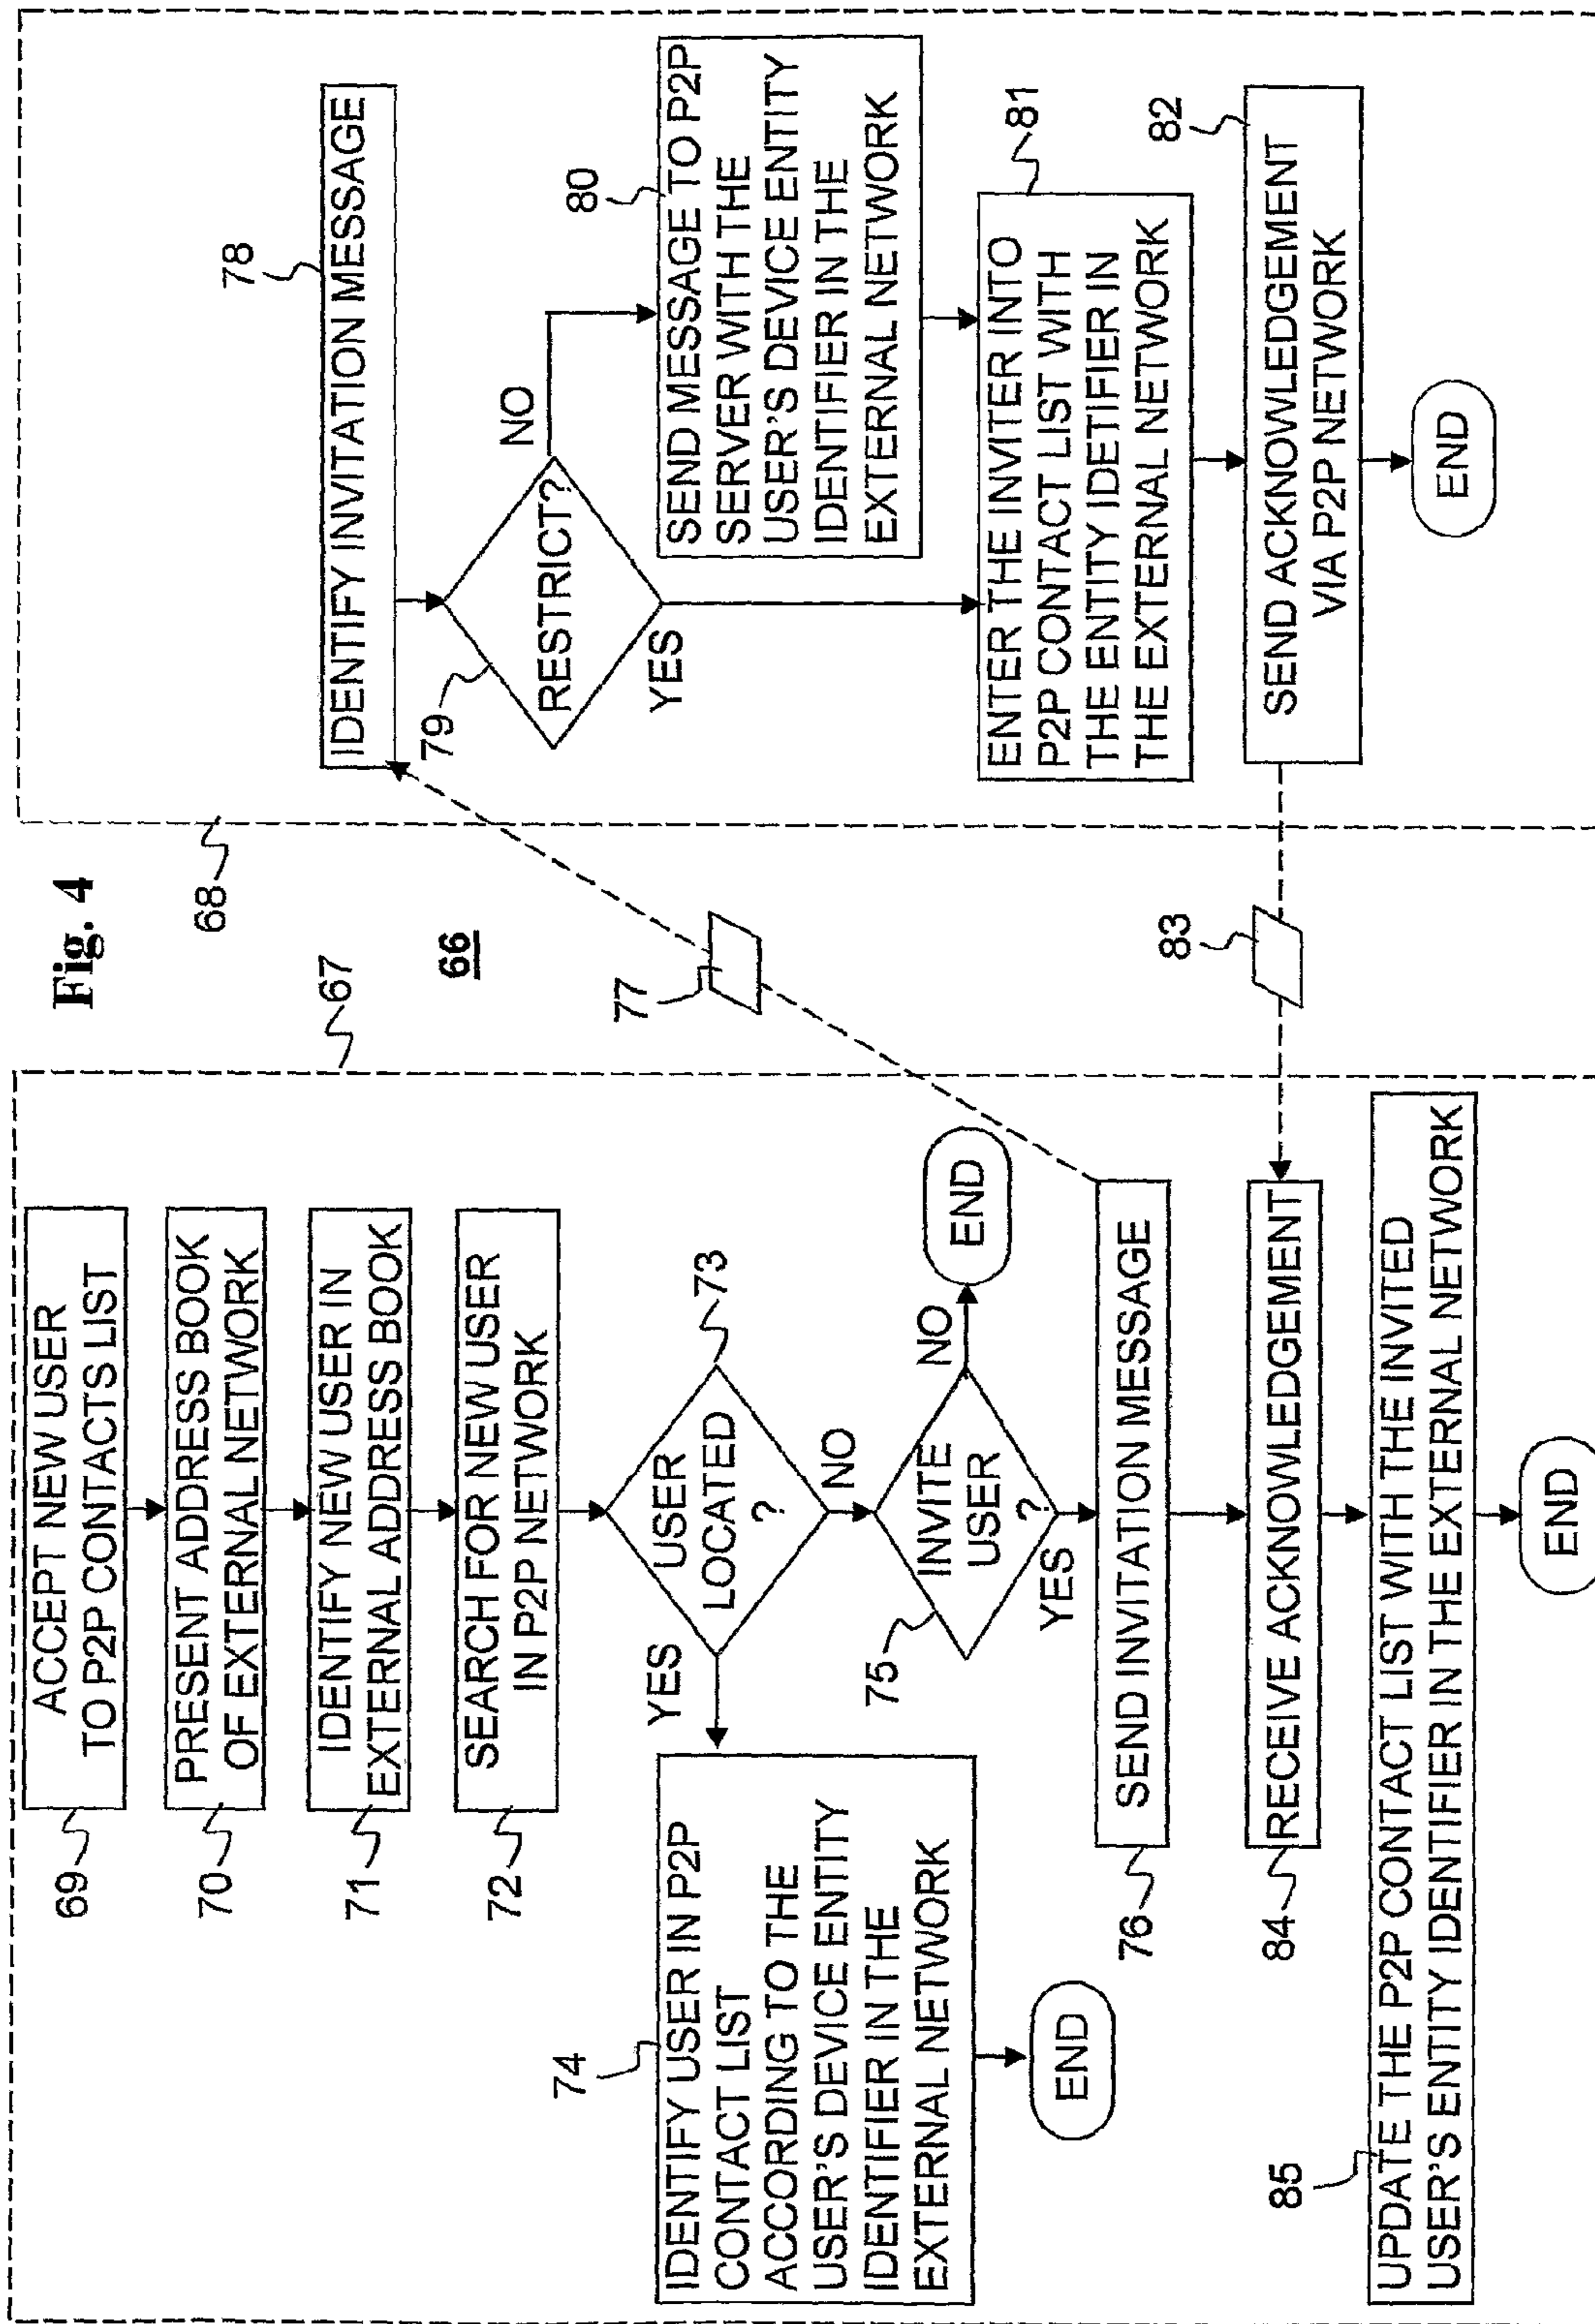 Fig. 4
66
67
68
69
ACCEPT NEW USER
TO P2P CONTACTS LIST
70
PRESENT ADDRESS BOOK
OF EXTERNAL NETWORK
71
IDENTIFY NEW USER IN
EXTERNAL ADDRESS BOOK
72
SEARCH FOR NEW USER
IN P2P NETWORK
73
USER
LOCATED
?
YES
NO
74
IDENTIFY USER IN P2P
CONTACT LIST
ACCORDING TO THE
USER'S DEVICE ENTITY
IDENTIFIER IN THE
EXTERNAL NETWORK
END
75
INVITE
USER
?
NO
END
YES
76
SEND INVITATION MESSAGE
77
84
RECEIVE ACKNOWLEDGEMENT
83
85
UPDATE THE P2P CONTACT LIST WITH THE INVITED
USER'S ENTITY IDENTIFIER IN THE EXTERNAL NETWORK
END
78
IDENTIFY INVITATION MESSAGE
79
RESTRICT?
NO
YES
80
SEND MESSAGE TO P2P
SERVER WITH THE
USER'S DEVICE ENTITY
IDENTIFIER IN THE
EXTERNAL NETWORK
81
ENTER THE INVITER INTO
P2P CONTACT LIST WITH
THE ENTITY IDETIFIER IN
THE EXTERNAL NETWORK
82
SEND ACKNOWLEDGEMENT
VIA P2P NETWORK
END